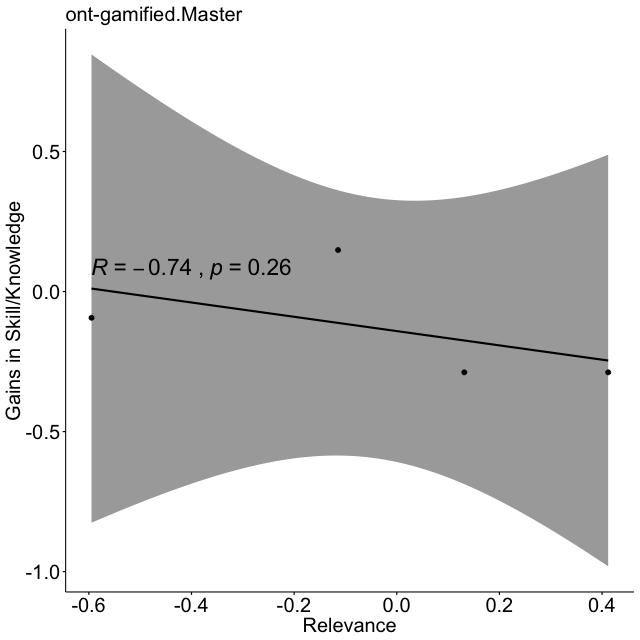 ont-gamified.Master
0.5
0.0
-0.5
-1.0
Gains in Skill/Knowledge
R = −0.74 , p = 0.26
-0.6 -0.4 -0.2 0.0 0.2 0.4
Relevance